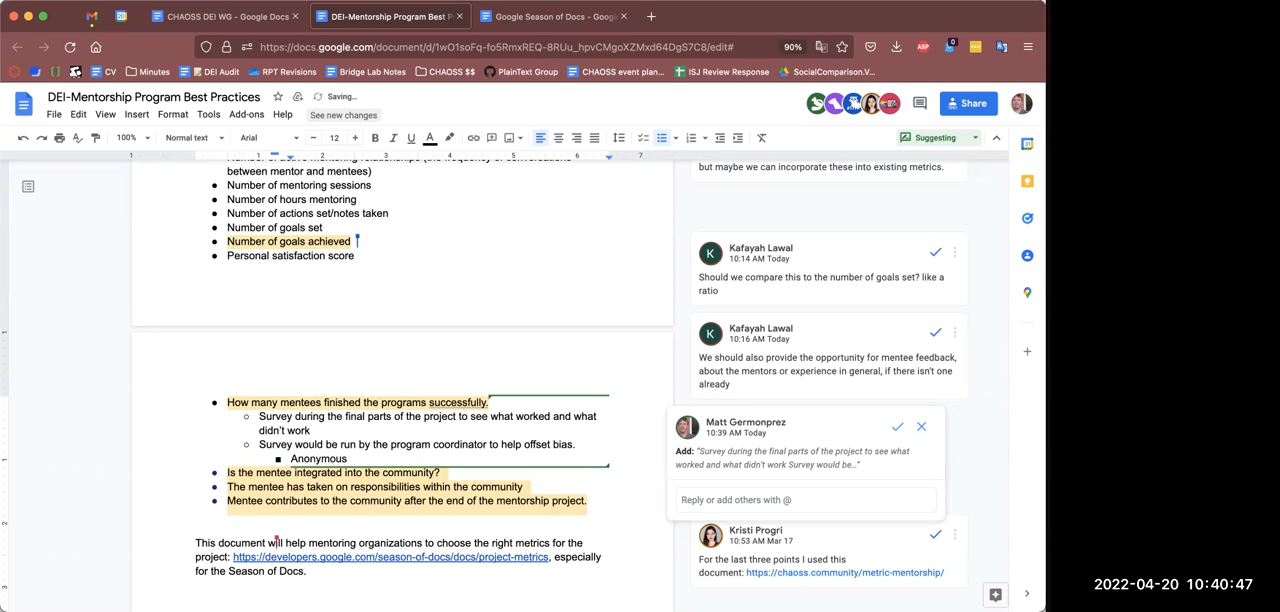 CHAOSS DEI WG - Google Docs
DEI-Mentorship Program Best P
Google Season of Docs - Goog
https://docs.google.com/document/d/1wO1soFq-fo5RmxREQ-8RUu_hpvCMgoXZMxd64DgS7C8/edit#
90%
ABP
0
CV
Minutes
DEI Audit
RPT Revisions
Bridge Lab Notes
CHAOSS $$
PlainText Group
CHAOSS event plan...
ISJ Review Response
SocialComparison.V...
DEI-Mentorship Program Best Practices
Saving...
File Edit View Insert Format Tools Add-ons Help
See new changes
Share
100%
Normal text
Arial
12
B I U A
Suggesting
1 1 2 3 4 5 6 7
between mentor and mentees)
● Number of mentoring sessions
● Number of hours mentoring
● Number of actions set/notes taken
● Number of goals set
● Number of goals achieved
● Personal satisfaction score
● How many mentees finished the programs successfully.
○ Survey during the final parts of the project to see what worked and what
didn't work
○ Survey would be run by the program coordinator to help offset bias.
■ Anonymous
● Is the mentee integrated into the community?
● The mentee has taken on responsibilities within the community
● Mentee contributes to the community after the end of the mentorship project.
This document will help mentoring organizations to choose the right metrics for the
project: https://developers.google.com/season-of-docs/docs/project-metrics, especially
for the Season of Docs.
but maybe we can incorporate these into existing metrics.
K
Kafayah Lawal
10:14 AM Today
Should we compare this to the number of goals set? like a
ratio
K
Kafayah Lawal
10:16 AM Today
We should also provide the opportunity for mentee feedback,
about the mentors or experience in general, if there isn't one
already
Matt Germonprez
10:39 AM Today
Add: "Survey during the final parts of the project to see what
worked and what didn't work Survey would be…"
Reply or add others with @
Kristi Progri
10:53 AM Mar 17
For the last three points I used this
document: https://chaoss.community/metric-mentorship/
2022-04-20 10:40:47